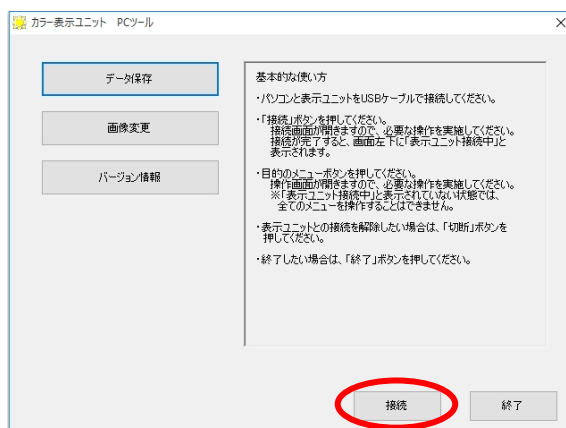 カラー表示ユニット　PCツール
データ保存
画像変更
バージョン情報
基本的な使い方
・パソコンと表示ユニットをUSBケーブルで接続してください。
・「接続」ボタンを押してください。
接続画面が開きますので、必要な操作を実施してください。
接続が完了すると、画面左下に「表示ユニット接続中」と
表示されます。
・目的のメニューボタンを押してください。
操作画面が開きますので、必要な操作を実施してください。
※「表示ユニット接続中」と表示されていない状態では、
全てのメニューを操作することはできません。
・表示ユニットとの接続を解除したい場合は、「切断」ボタンを
押してください。
・終了したい場合は、「終了」ボタンを押してください。
接続
終了